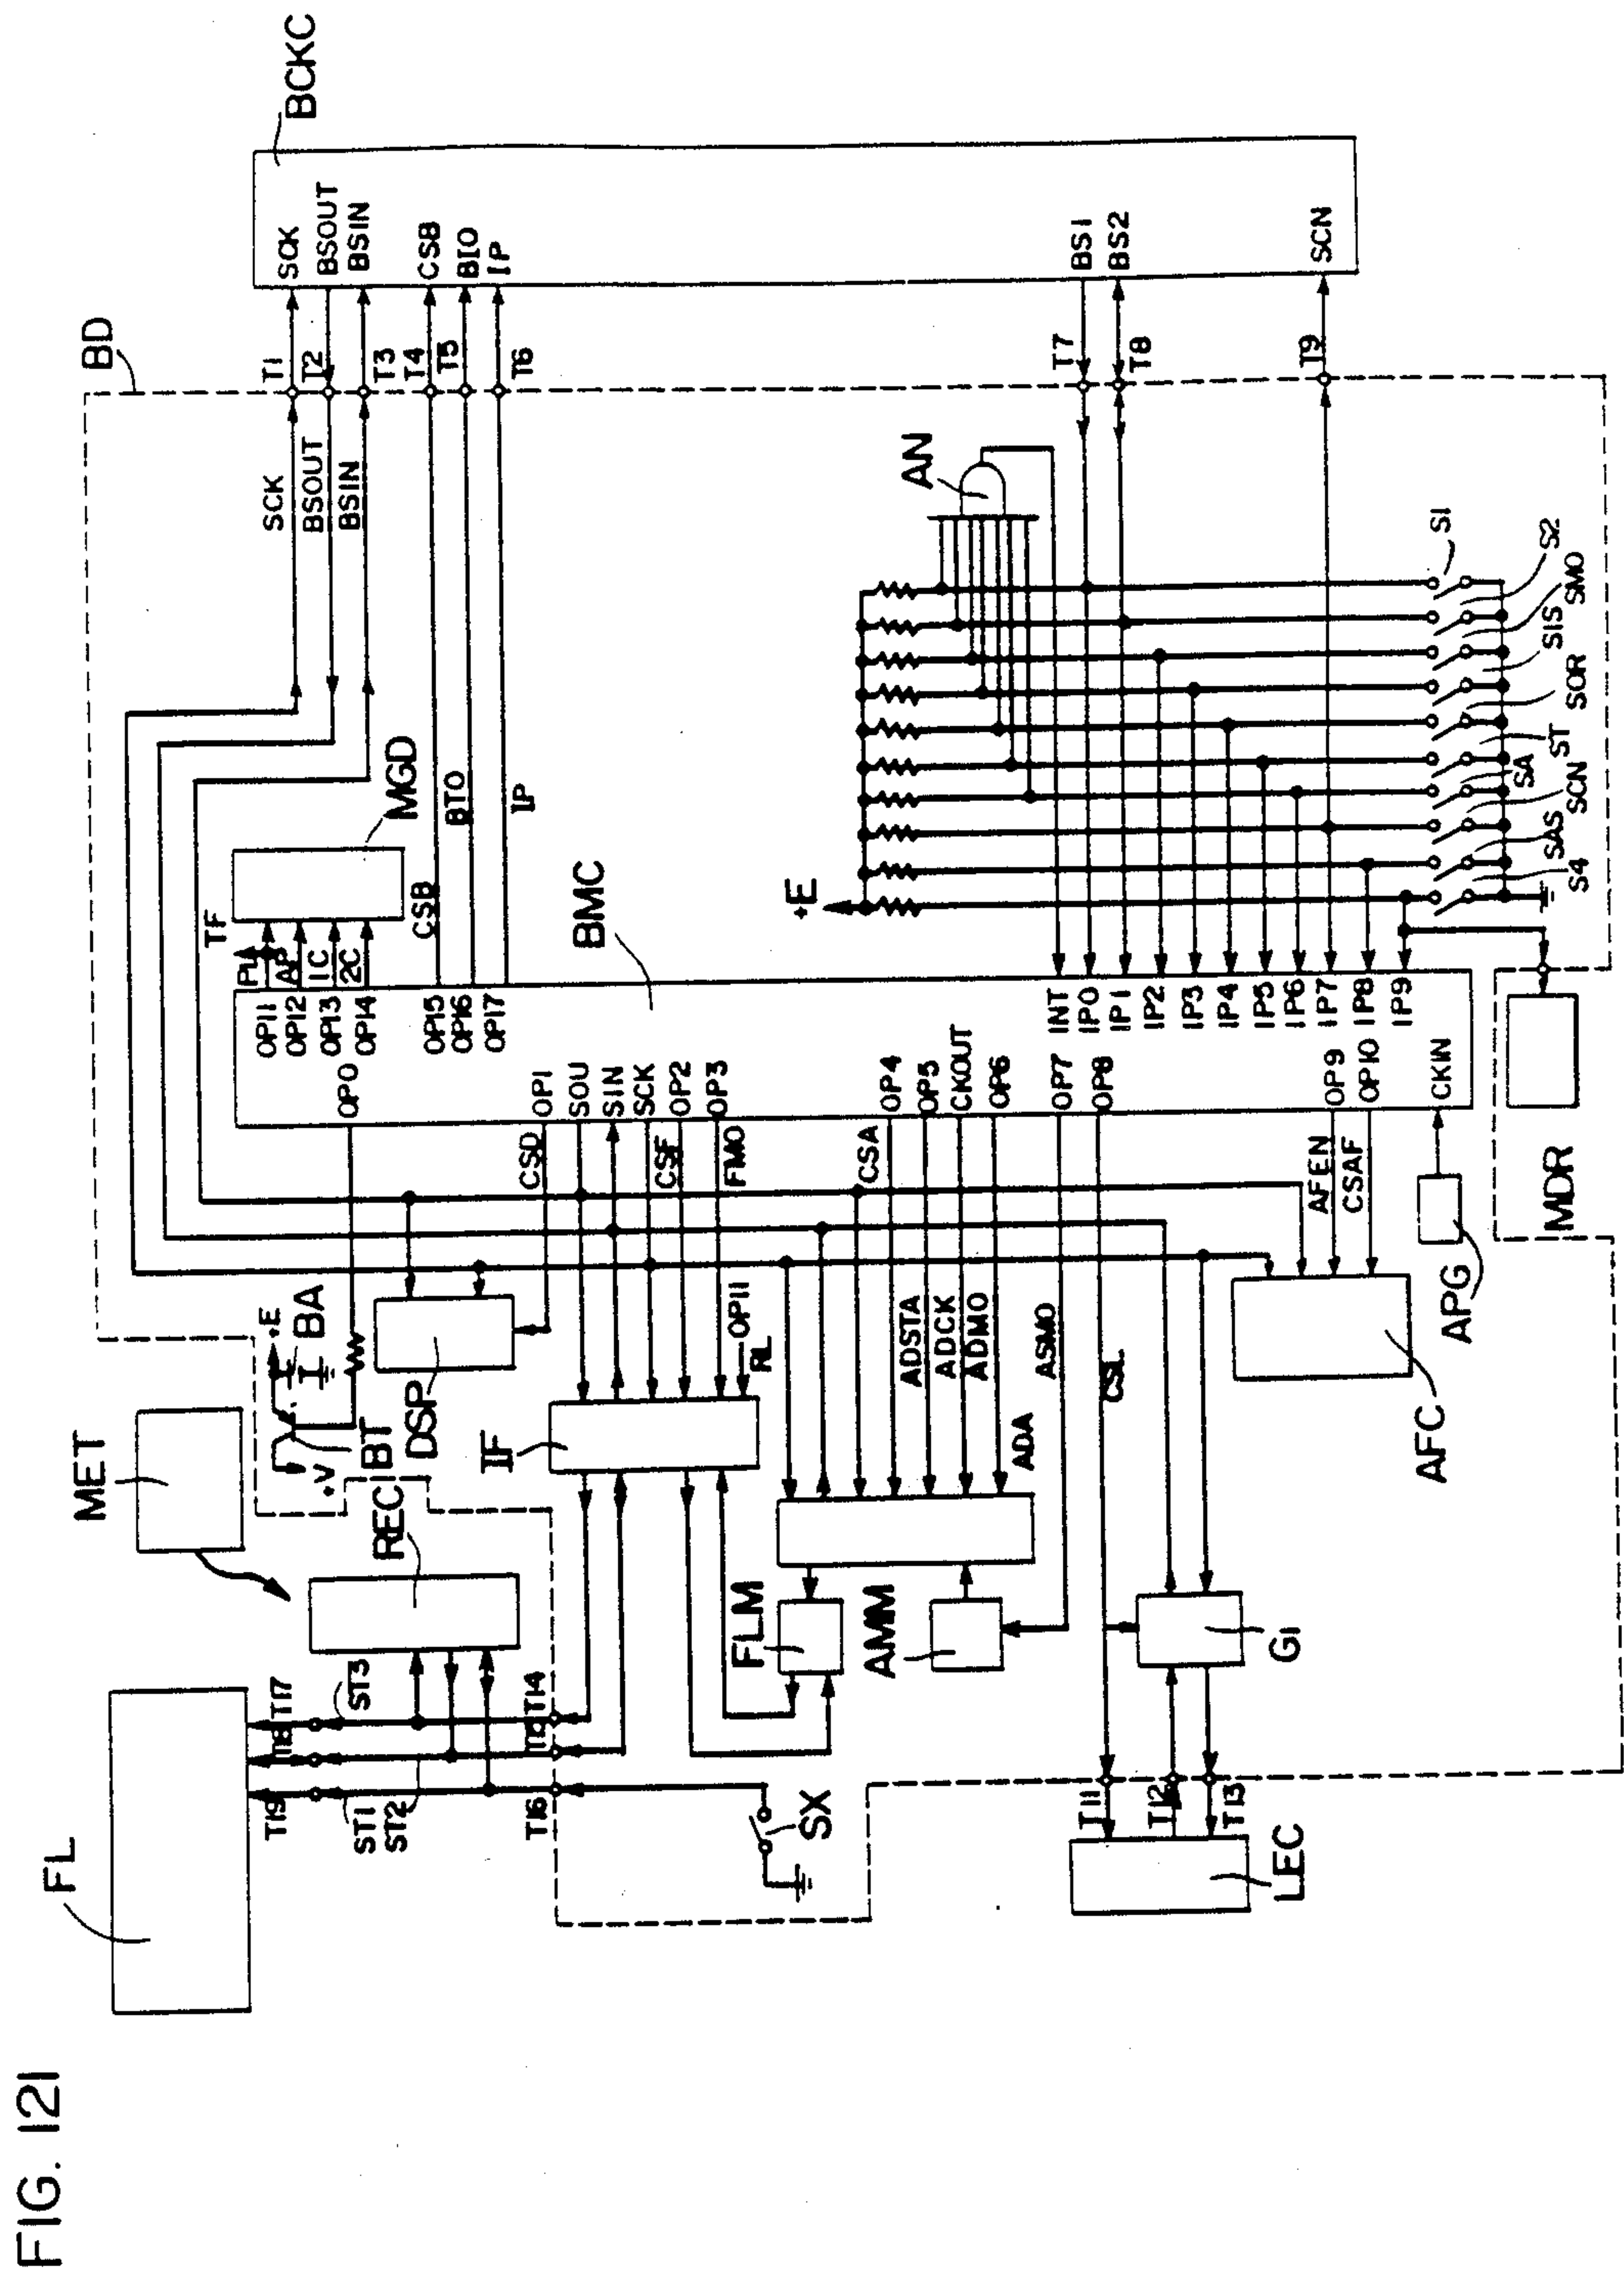 FIG. 121
BCKC
SCK
BSOUT
BSIN
CSB
BIO
IP
BS1
BS2
SCN
BD
T1
T2
T3
T4
T5
T6
T7
T8
T9
SCK
BSOUT
BSIN
AN
S1
S2
SMO
SIS
SOR
ST
SA
SCN
SAS
S4
MGD
TF
PL
AP
1C
2C
CSB
BTO
IP
BMC
+E
OP11
OP12
OP13
OP14
OP15
OP16
OP17
INT
IP0
IP1
IP2
IP3
IP4
IP5
IP6
IP7
IP8
IP9
OP0
OP1
SOU
SIN
SCK
OP2
OP3
OP4
OP5
CKOUT
OP6
OP7
OP8
OP9
OP10
CKIN
CSD
CSF
FMO
CSA
AFEN
CSAF
MDR
+E
BA
OP11
RL
ADSTA
ADCK
ADMO
ASMO
CSL
APG
MET
+V
BT
DSP
IF
ADA
AFC
REC
FLM
AMM
G1
FL
T17
ST3
T18
T19
ST1
ST2
T14
T15
T16
SX
T11
T12
T13
LEC